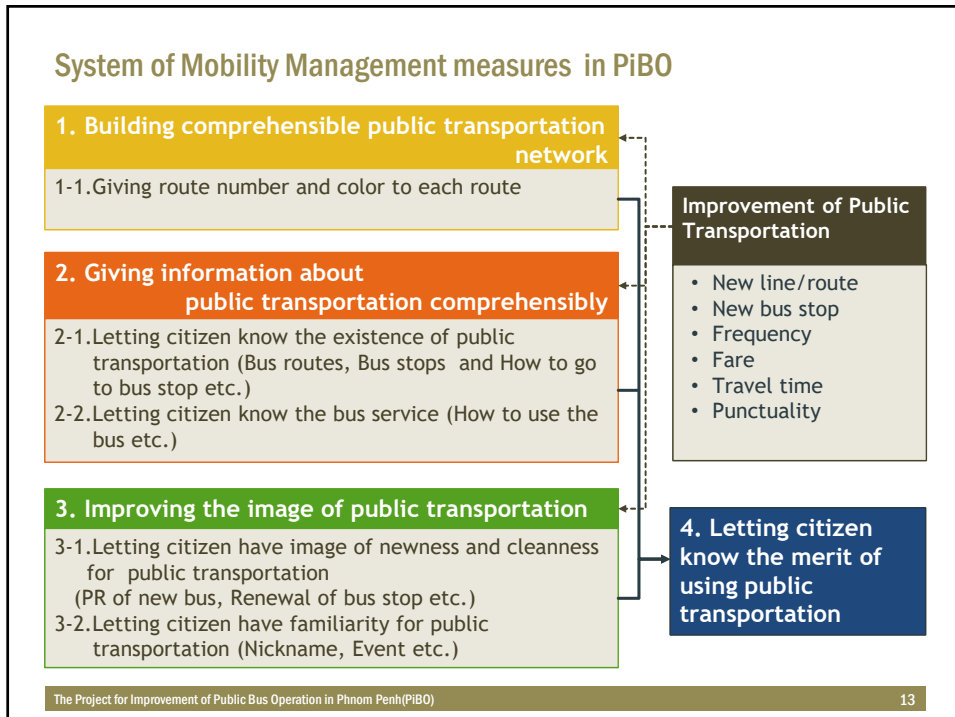 System of Mobility Management measures in PiBO
1. Building comprehensible public transportation
network
1-1.Giving route number and color to each route
2. Giving information about
public transportation comprehensibly
2-1.Letting citizen know the existence of public
transportation (Bus routes, Bus stops and How to go
to bus stop etc.)
2-2.Letting citizen know the bus service (How to use the
bus etc.)
3. Improving the image of public transportation
3-1.Letting citizen have image of newness and cleanness
for public transportation
(PR of new bus, Renewal of bus stop etc.)
3-2.Letting citizen have familiarity for public
transportation (Nickname, Event etc.)
Improvement of Public
Transportation
• New line/route
• New bus stop
• Frequency
• Fare
• Travel time
• Punctuality
4. Letting citizen
know the merit of
using public
transportation
The Project for Improvement of Public Bus Operation in Phnom Penh(PiBO)
13